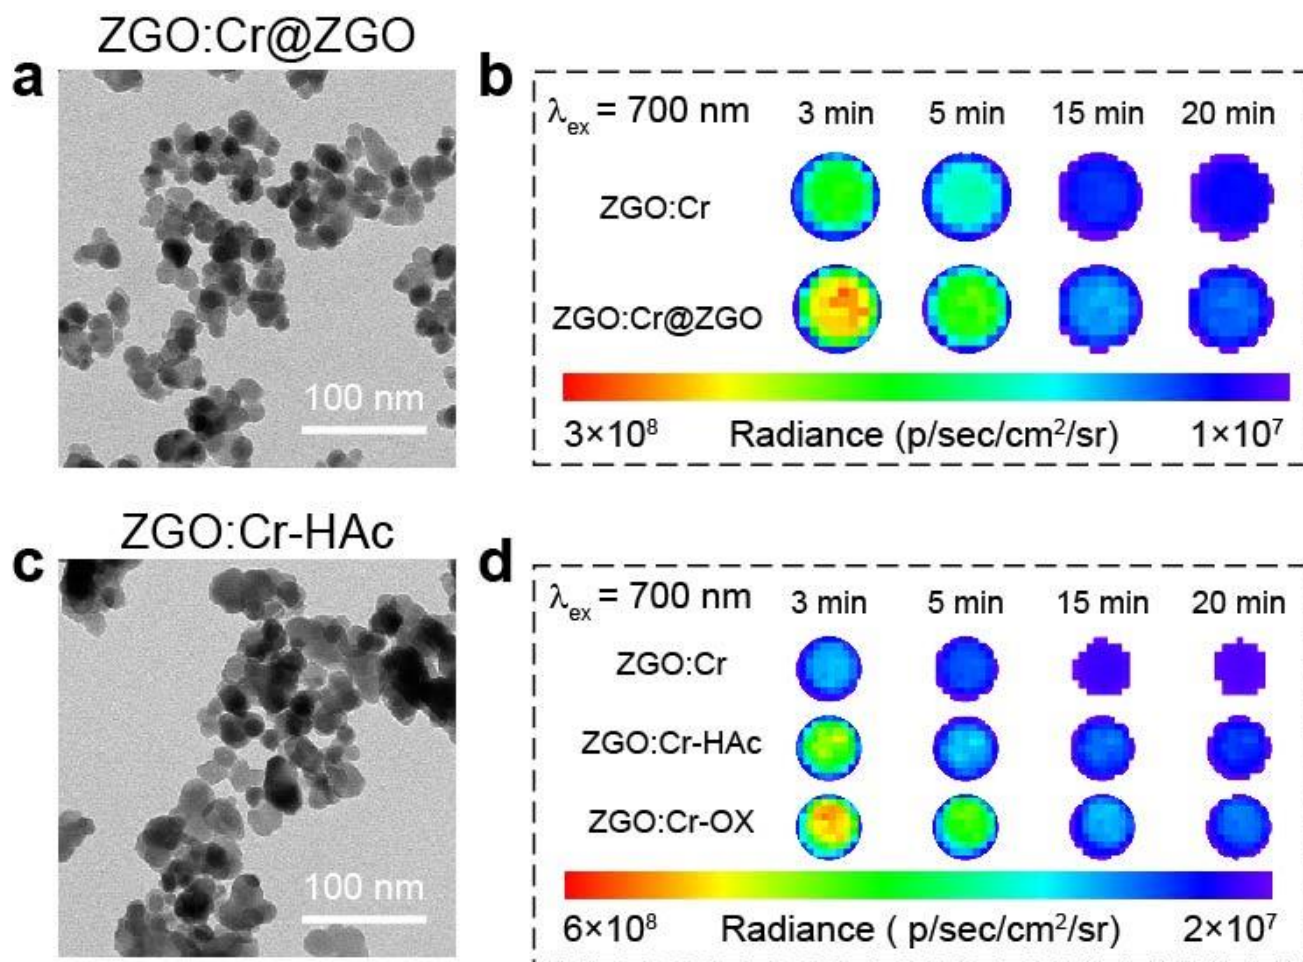 ZGO:Cr@ZGO
a
100 nm
b
λex = 700 nm 3 min 5 min 15 min 20 min
ZGO:Cr
ZGO:Cr@ZGO
3×10⁸ Radiance (p/sec/cm²/sr) 1×10⁷
ZGO:Cr-HAc
c
100 nm
d
λex = 700 nm 3 min 5 min 15 min 20 min
ZGO:Cr
ZGO:Cr-HAc
ZGO:Cr-OX
6×10⁸ Radiance ( p/sec/cm²/sr) 2×10⁷